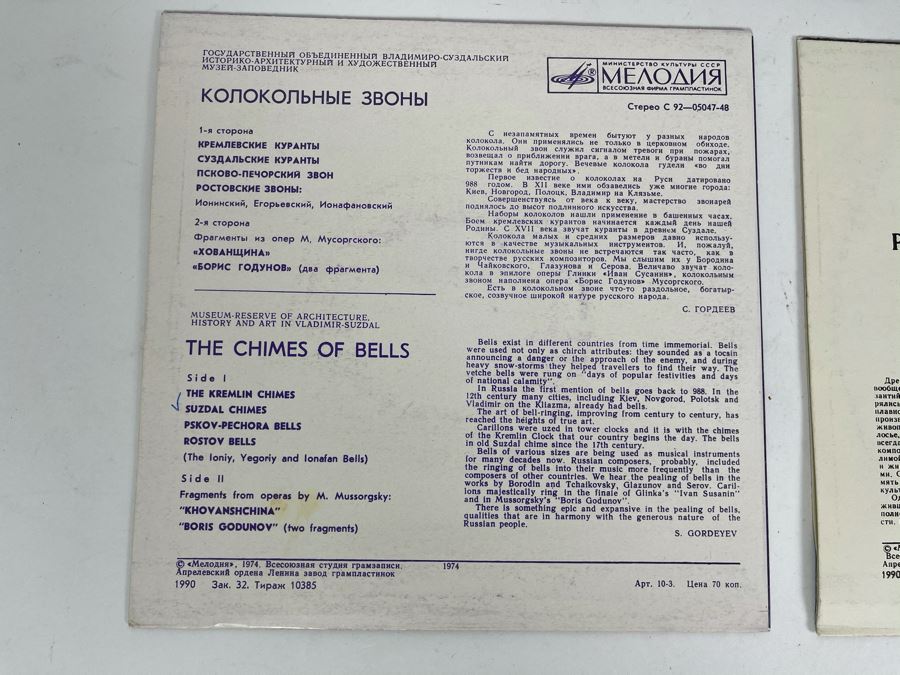 ГОСУДАРСТВЕННЫЙ ОБЪЕДИНЕННЫЙ ВЛАДИМИРО-СУЗДАЛЬСКИЙ
ИСТОРИКО-АРХИТЕКТУРНЫЙ И ХУДОЖЕСТВЕННЫЙ
МУЗЕЙ-ЗАПОВЕДНИК
КОЛОКОЛЬНЫЕ ЗВОНЫ
МИНИСТЕРСТВО КУЛЬТУРЫ СССР
МЕЛОДИЯ
ВСЕСОЮЗНАЯ ФИРМА ГРАМПЛАСТИНОК
Стерео С 92—05047-48
1-я сторона
КРЕМЛЕВСКИЕ КУРАНТЫ
СУЗДАЛЬСКИЕ КУРАНТЫ
ПСКОВО-ПЕЧОРСКИЙ ЗВОН
РОСТОВСКИЕ ЗВОНЫ:
Ионинский, Егорьевский, Ионафановский
2-я сторона
Фрагменты из опер М. Мусоргского:
«ХОВАНЩИНА»
«БОРИС ГОДУНОВ» (два фрагмента)
С незапамятных времен бытуют у разных народов
колокола. Они применялись не только в церковном обиходе.
Колокольный звон служил сигналом тревоги при пожарах,
возвещал о приближении врага, а в метели и бураны помогал
путникам найти дорогу. Вечевые колокола гудели «во дни
торжеств и бед народных».
Первое известие о колоколах на Руси датировано
988 годом. В XII веке ими обзавелись уже многие города:
Киев, Новгород, Полоцк, Владимир на Клязьме.
Совершенствуясь от века к веку, мастерство звонарей
поднялось до высот подлинного искусства.
Наборы колоколов нашли применение в башенных часах.
Боем кремлевских курантов начинается каждый день нашей
Родины. С XVII века звучат куранты в древнем Суздале.
Колокола малых и средних размеров давно использу-
ются в качестве музыкальных инструментов. И, пожалуй,
нигде колокольные звоны не встречаются так часто, как в
творчестве русских композиторов. Мы слышим их у Бородина
и Чайковского, Глазунова и Серова. Величаво звучат коло-
кола в эпилоге оперы Глинки «Иван Сусанин», колокольным
звоном наполнена опера «Борис Годунов» Мусоргского.
Есть в колокольном звоне что-то раздольное, богатыр-
ское, созвучное широкой натуре русского народа.
С. ГОРДЕЕВ
MUSEUM-RESERVE OF ARCHITECTURE,
HISTORY AND ART IN VLADIMIR-SUZDAL
THE CHIMES OF BELLS
Side I
THE KREMLIN CHIMES
SUZDAL CHIMES
PSKOV-PECHORA BELLS
ROSTOV BELLS
(The Ioniy, Yegoriy and Ionafan Bells)
Side II
Fragments from operas by M. Mussorgsky:
"KHOVANSHCHINA"
"BORIS GODUNOV" (two fragments)
Bells exist in different countries from time immemorial. Bells
were used not only as chirch attributes: they sounded as a tocsin
announcing a danger or the approach of the enemy, and during
heavy snow-storms they helped travellers to find their way. The
vetche bells were rung on "days of popular festivities and days
of national calamity".
In Russia the first mention of bells goes back to 988. In the
12th century many cities, including Kiev, Novgorod, Polotsk and
Vladimir on the Kliazma, already had bells.
The art of bell-ringing, improving from century to century, has
reached the heights of true art.
Carillons were uzed in tower clocks and it is with the chimes
of the Kremlin Clock that our country begins the day. The bells
in old Suzdal chime since the 17th century.
Bells of various sizes are being used as musical instruments
for many decades now. Russian composers, probably, included
the ringing of bells into their music more frequently than the
composers of other countries. We hear the pealing of bells in the
works by Borodin and Tchaikovsky, Glazunov and Serov. Caril-
lons majestically ring in the finale of Glinka's "Ivan Susanin"
and in Mussorgsky's "Boris Godunov".
There is something epic and expansive in the pealing of bells,
qualities that are in harmony with the generous nature of the
Russian people.
S. GORDEYEV
© «Мелодия», 1974. Всесоюзная студия грамзаписи. 1974
Апрелевский ордена Ленина завод грампластинок
1990 Зак. 32. Тираж 10385
Арт. 10-3. Цена 70 коп.